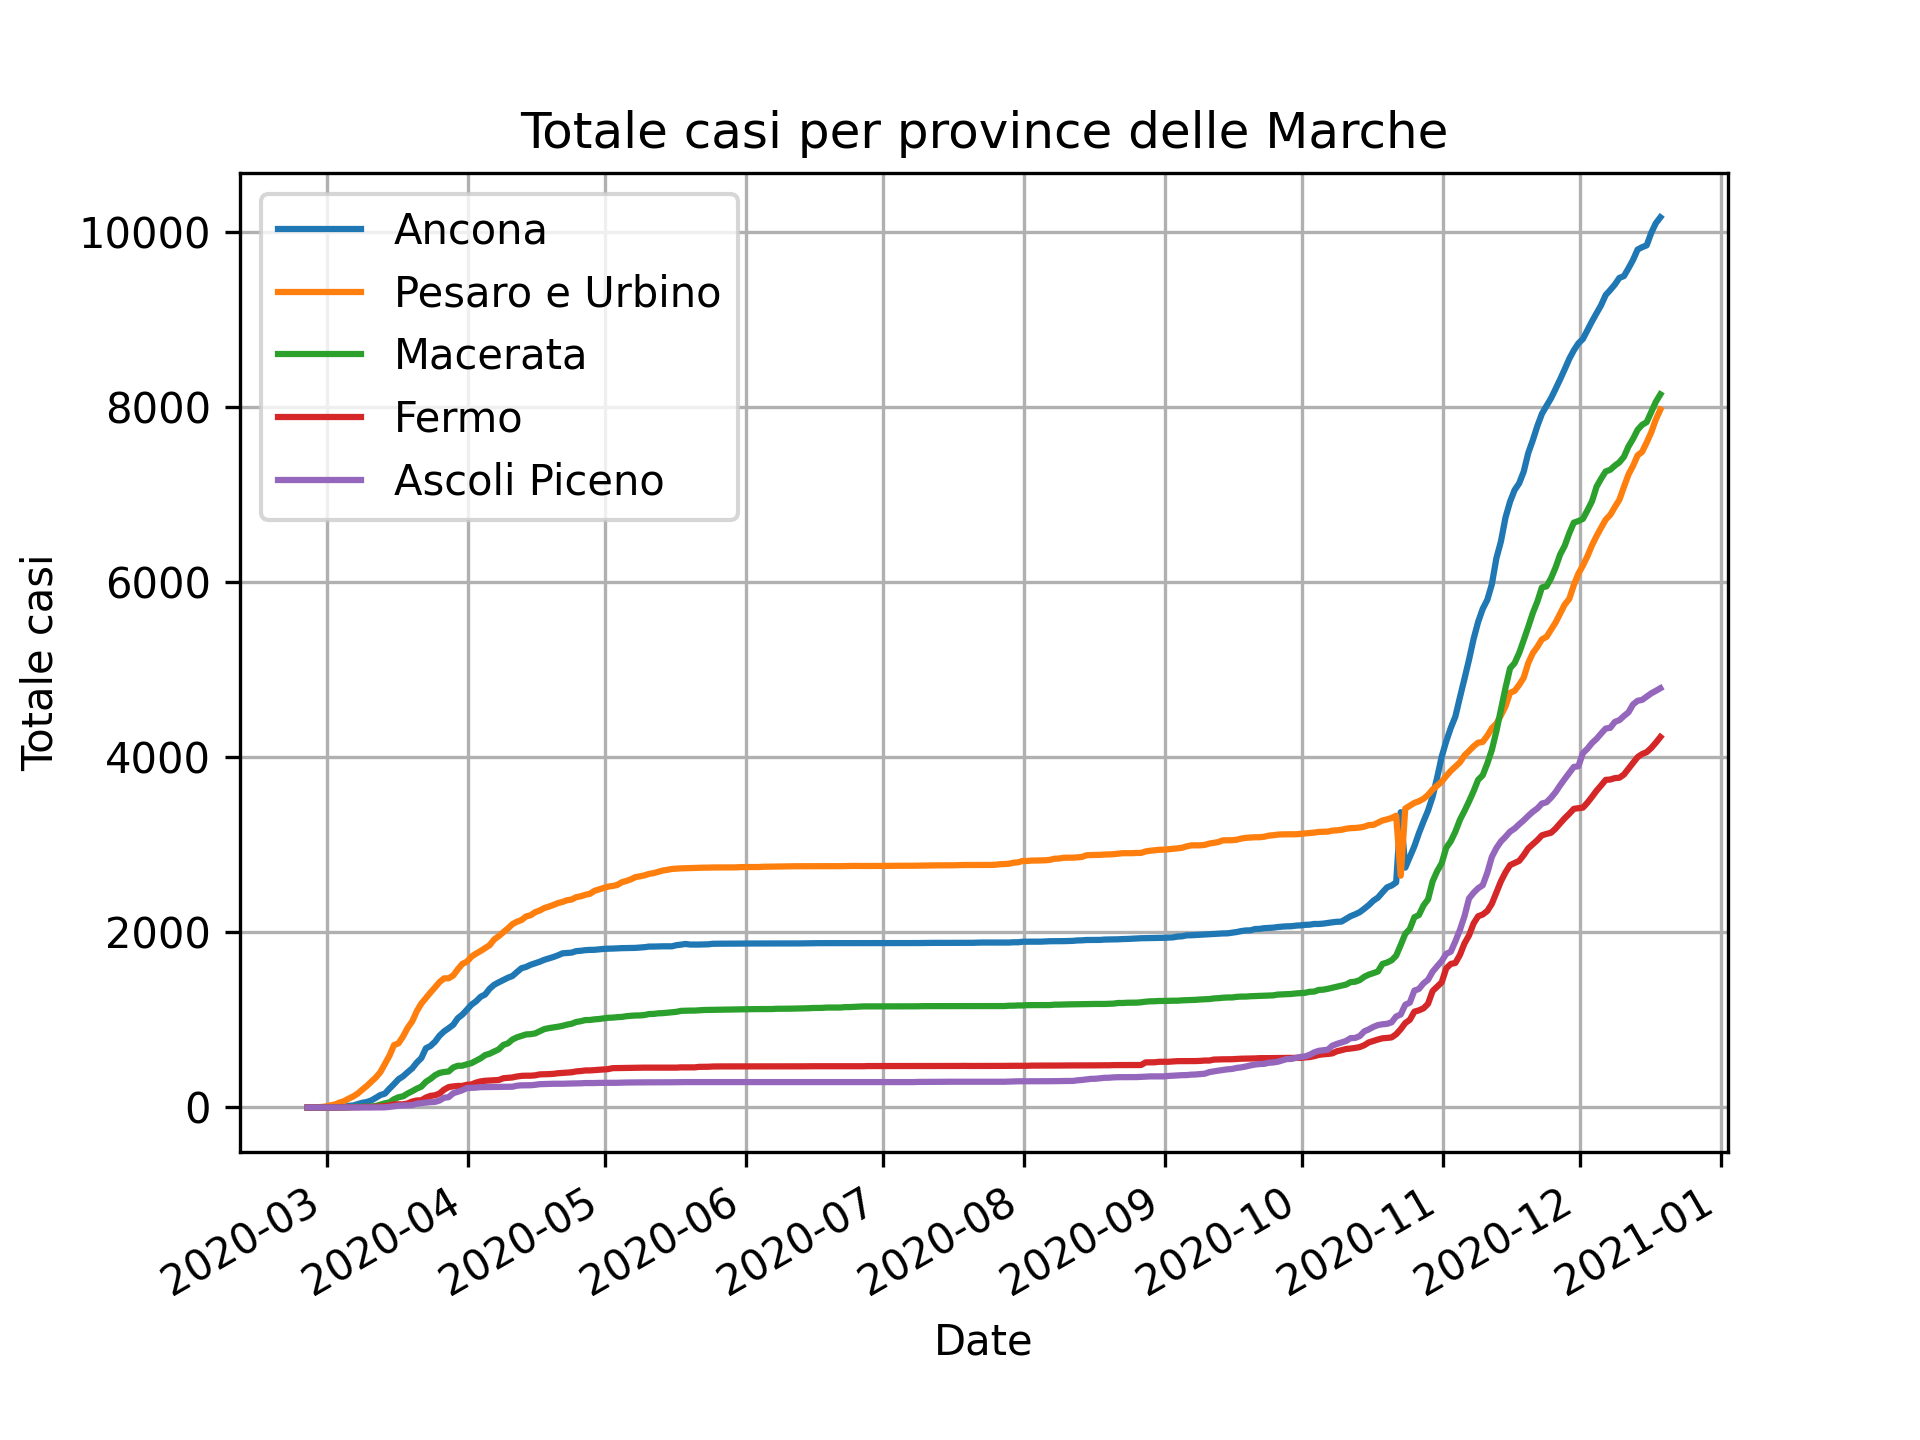 Totale casi per province delle Marche
Ancona
Pesaro e Urbino
Macerata
Fermo
Ascoli Piceno
10000
8000
6000
4000
2000
0
Totale casi
2020-03
2020-04
2020-05
2020-06
2020-07
2020-08
2020-09
2020-10
2020-11
2020-12
2021-01
Date